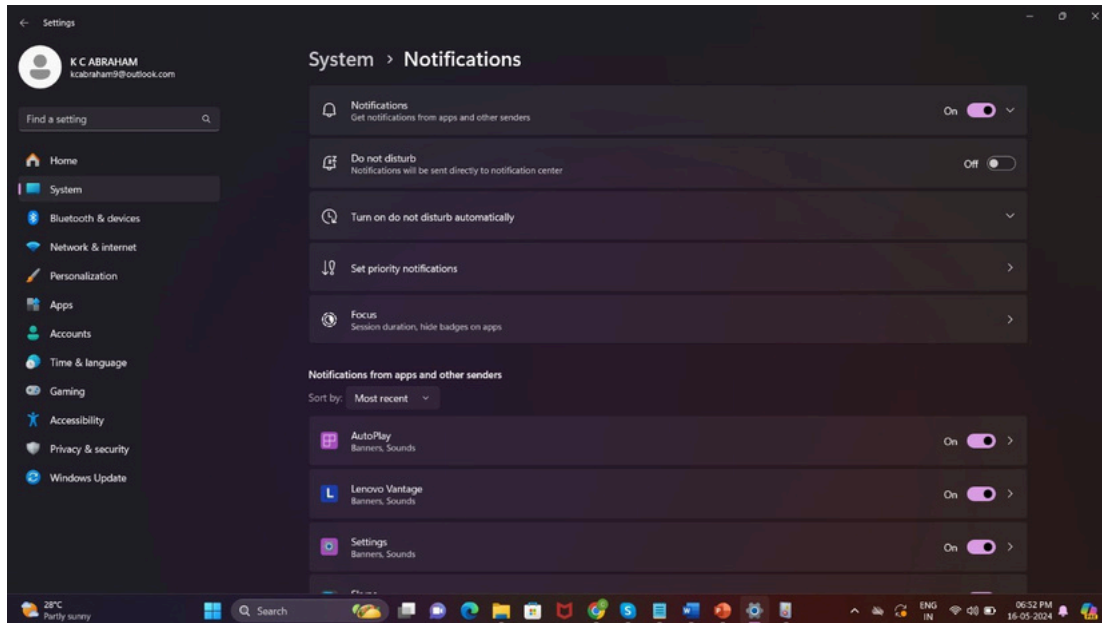 Settings
K C ABRAHAM
kcabraham9@outlook.com
Find a setting
Home
System
Bluetooth & devices
Network & internet
Personalization
Apps
Accounts
Time & language
Gaming
Accessibility
Privacy & security
Windows Update
System > Notifications
Notifications
Get notifications from apps and other senders
On
Do not disturb
Notifications will be sent directly to notification center
Off
Turn on do not disturb automatically
Set priority notifications
Focus
Session duration, hide badges on apps
Notifications from apps and other senders
Sort by: Most recent
AutoPlay
Banners, Sounds
On
L
Lenovo Vantage
Banners, Sounds
On
Settings
Banners, Sounds
On
28°C
Partly sunny
Search
ENG
IN
06:52 PM
16-05-2024